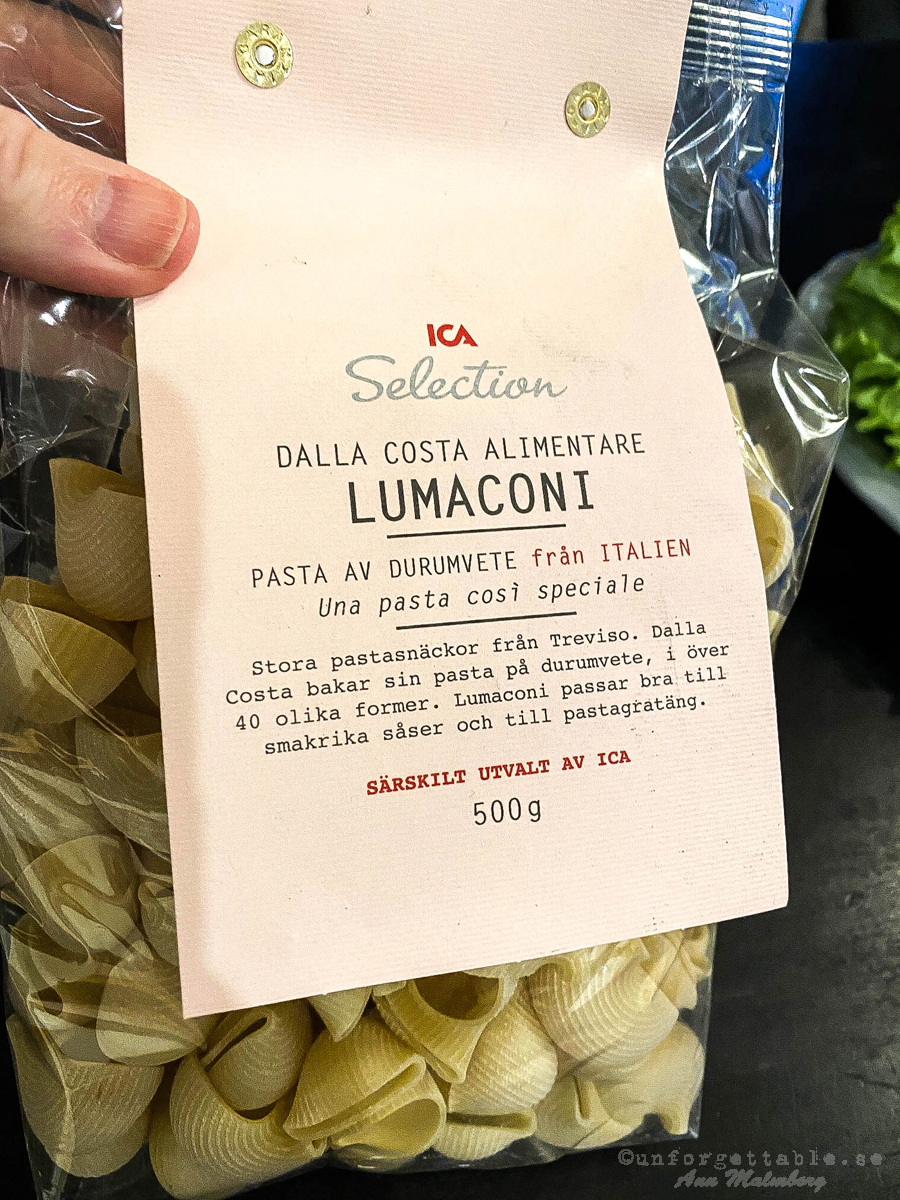 ICA
Selection
DALLA COSTA ALIMENTARE
LUMACONI
PASTA AV DURUMVETE från ITALIEN
Una pasta così speciale
Stora pastasnäckor från Treviso. Dalla
Costa bakar sin pasta på durumvete, i över
40 olika former. Lumaconi passar bra till
smakrika såser och till pastagratäng.
SÄRSKILT UTVALT AV ICA
500g
©unforgettable.se
Ann Malmberg